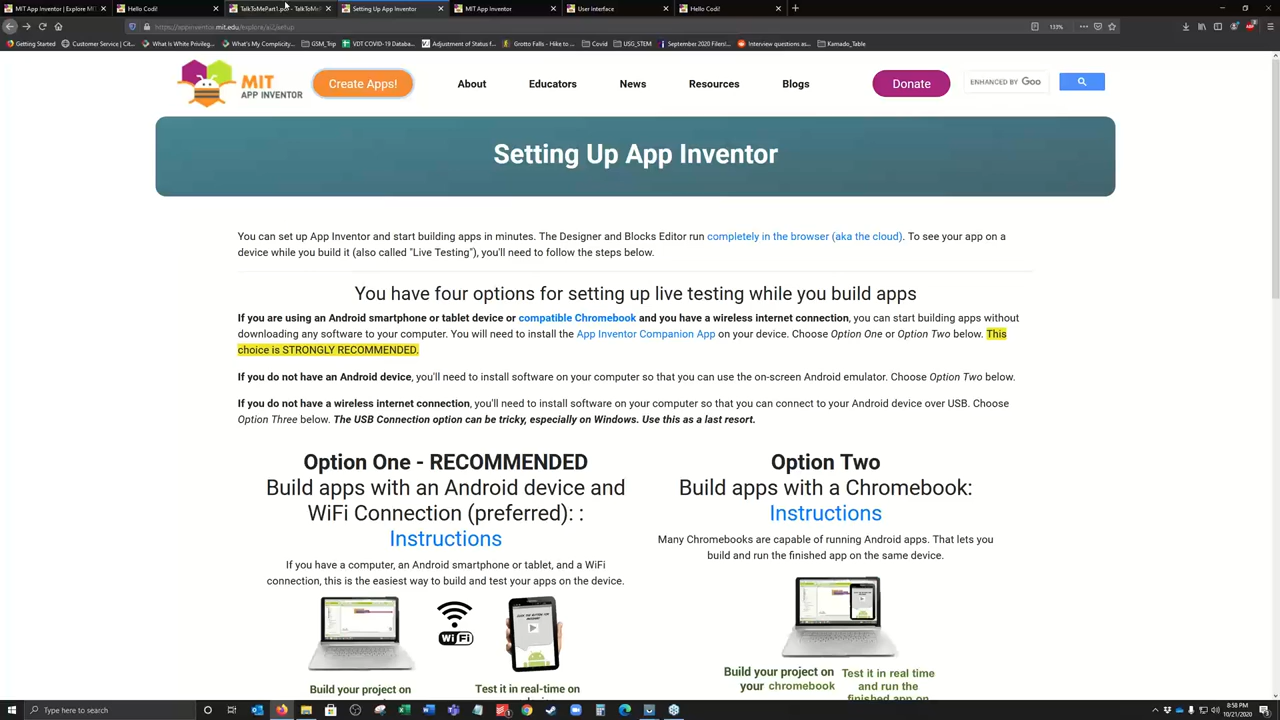 MIT App Inventor | Explore MI
Hello Codi!
TalkToMePart1.pdf - TalkToMeP
Setting Up App Inventor
MIT App Inventor
User Interface
Hello Codi!
https://appinventor.mit.edu/explore/ai2/setup
133%
Getting Started
Customer Service | Cit...
What Is White Privileg...
What's My Complicity...
GSM_Trip
VDT COVID-19 Databa...
Adjustment of Status f...
Grotto Falls - Hike to ...
Covid
USG_STEM
September 2020 Filers!...
Interview questions as...
Kamado_Table
MIT
APP INVENTOR
Create Apps!
About
Educators
News
Resources
Blogs
Donate
ENHANCED BY Goo
Setting Up App Inventor
You can set up App Inventor and start building apps in minutes. The Designer and Blocks Editor run completely in the browser (aka the cloud). To see your app on a
device while you build it (also called "Live Testing"), you'll need to follow the steps below.
You have four options for setting up live testing while you build apps
If you are using an Android smartphone or tablet device or compatible Chromebook and you have a wireless internet connection, you can start building apps without
downloading any software to your computer. You will need to install the App Inventor Companion App on your device. Choose Option One or Option Two below. This
choice is STRONGLY RECOMMENDED.
If you do not have an Android device, you'll need to install software on your computer so that you can use the on-screen Android emulator. Choose Option Two below.
If you do not have a wireless internet connection, you'll need to install software on your computer so that you can connect to your Android device over USB. Choose
Option Three below. The USB Connection option can be tricky, especially on Windows. Use this as a last resort.
Option One - RECOMMENDED
Build apps with an Android device and
WiFi Connection (preferred): :
Instructions
If you have a computer, an Android smartphone or tablet, and a WiFi
connection, this is the easiest way to build and test your apps on the device.
WiFi
Build your project on
Test it in real-time on
Option Two
Build apps with a Chromebook:
Instructions
Many Chromebooks are capable of running Android apps. That lets you
build and run the finished app on the same device.
Build your project on
your chromebook
Test it in real time
and run the
finished app on
Type here to search
8:58 PM
10/21/2020